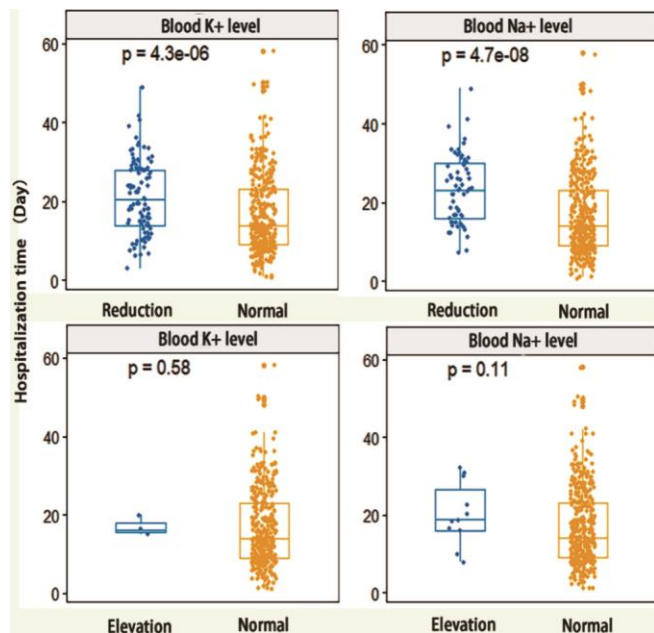 Blood K+ level
Blood Na+ level
60
p = 4.3e-06
60
p = 4.7e-08
40
40
20
20
0
0
Reduction
Normal
Reduction
Normal
Hospitalization time (Day)
Blood K+ level
Blood Na+ level
60
p = 0.58
60
p = 0.11
40
40
20
20
0
0
Elevation
Normal
Elevation
Normal